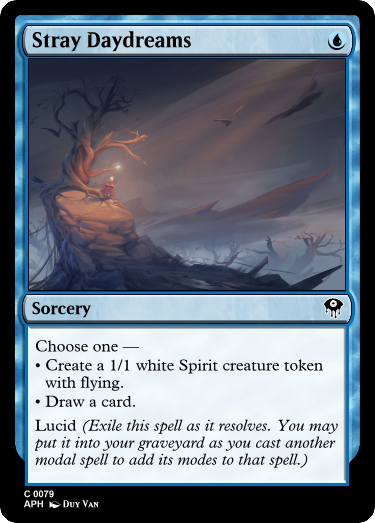 Stray Daydreams
Sorcery
Choose one —
• Create a 1/1 white Spirit creature token
with flying.
• Draw a card.
Lucid (Exile this spell as it resolves. You may
put it into your graveyard as you cast another
modal spell to add its modes to that spell.)
C 0079
APH Duy Van